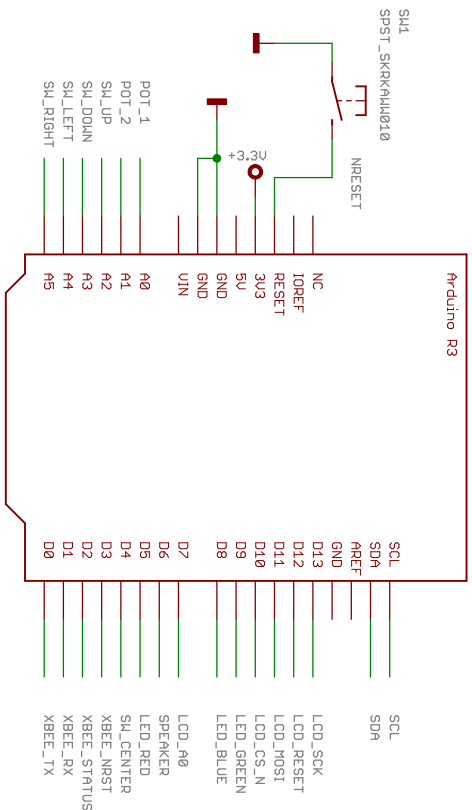 SW1
SPST_SKRKAWW010
NRESET
+3.3V
Arduino R3
NC
IOREF
RESET
3V3
5V
GND
GND
VIN
A0
A1
A2
A3
A4
A5
POT_1
POT_2
SW_UP
SW_DOWN
SW_LEFT
SW_RIGHT
SCL
SDA
AREF
GND
D13
D12
D11
D10
D9
D8
D7
D6
D5
D4
D3
D2
D1
D0
SCL
SDA
LCD_SCK
LCD_RESET
LCD_MOSI
LCD_CS_N
LED_GREEN
LED_BLUE
LCD_A0
SPEAKER
LED_RED
SW_CENTER
XBEE_NRST
XBEE_STATUS
XBEE_RX
XBEE_TX